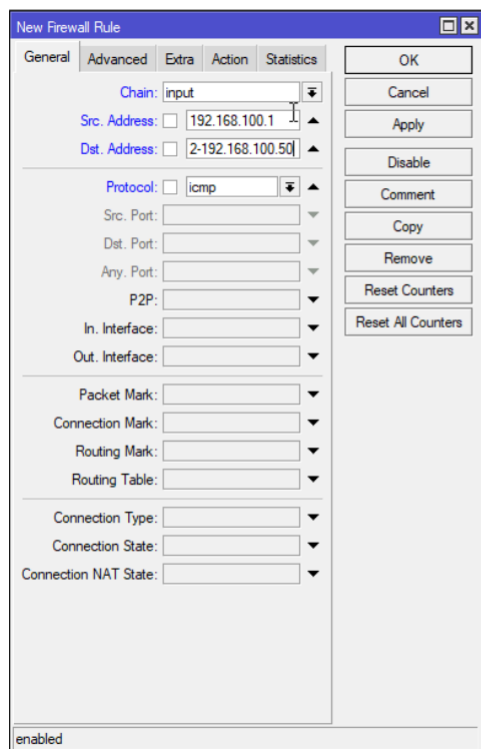 New Firewall Rule
General Advanced Extra Action Statistics
Chain: input
Src. Address: 192.168.100.1
Dst. Address: 2-192.168.100.50
Protocol: icmp
Src. Port:
Dst. Port:
Any. Port:
P2P:
In. Interface:
Out. Interface:
Packet Mark:
Connection Mark:
Routing Mark:
Routing Table:
Connection Type:
Connection State:
Connection NAT State:
OK
Cancel
Apply
Disable
Comment
Copy
Remove
Reset Counters
Reset All Counters
enabled